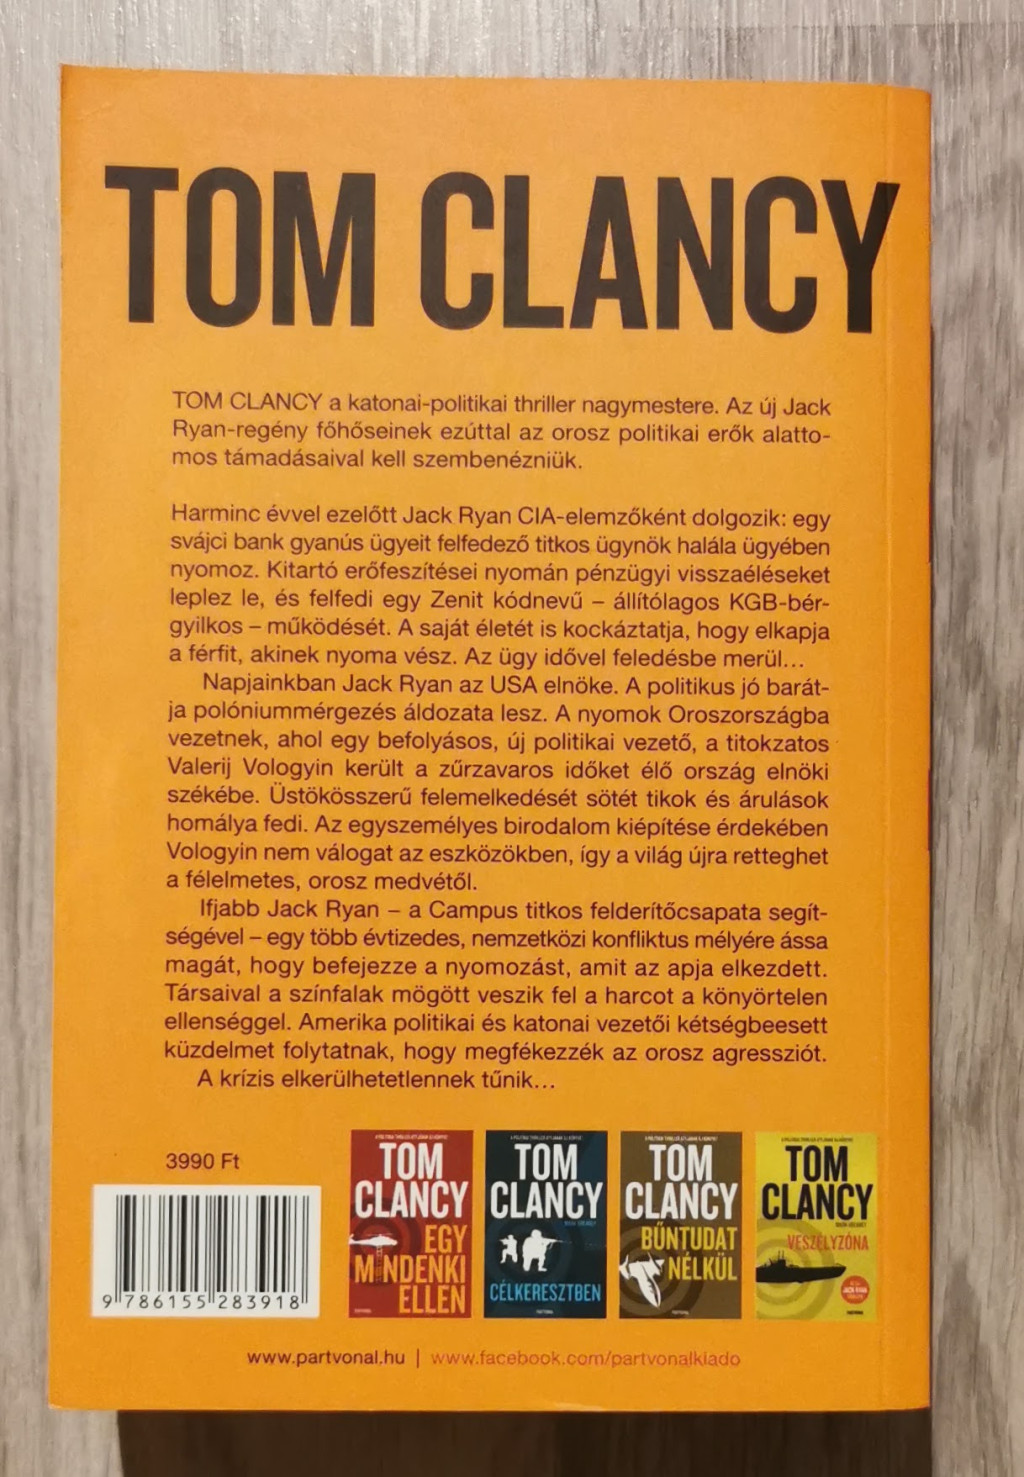 TOM CLANCY
TOM CLANCY a katonai-politikai thriller nagymestere. Az új Jack
Ryan-regény főhőseinek ezúttal az orosz politikai erők alatto-
mos támadásaival kell szembenézniük.
Harminc évvel ezelőtt Jack Ryan CIA-elemzőként dolgozik: egy
svájci bank gyanús ügyeit felfedező titkos ügynök halála ügyében
nyomoz. Kitartó erőfeszítései nyomán pénzügyi visszaéléseket
leplez le, és felfedi egy Zenit kódnevű – állítólagos KGB-bér-
gyilkos – működését. A saját életét is kockáztatja, hogy elkapja
a férfit, akinek nyoma vész. Az ügy idővel feledésbe merül...
Napjainkban Jack Ryan az USA elnöke. A politikus jó barát-
ja polóniummérgezés áldozata lesz. A nyomok Oroszországba
vezetnek, ahol egy befolyásos, új politikai vezető, a titokzatos
Valerij Vologyin került a zűrzavaros időket élő ország elnöki
székébe. Üstökösszerű felemelkedését sötét tikok és árulások
homálya fedi. Az egyszemélyes birodalom kiépítése érdekében
Vologyin nem válogat az eszközökben, így a világ újra retteghet
a félelmetes, orosz medvétől.
Ifjabb Jack Ryan – a Campus titkos felderítőcsapata segít-
ségével – egy több évtizedes, nemzetközi konfliktus mélyére ássa
magát, hogy befejezze a nyomozást, amit az apja elkezdett.
Társaival a színfalak mögött veszik fel a harcot a könyörtelen
ellenséggel. Amerika politikai és katonai vezetői kétségbeesett
küzdelmet folytatnak, hogy megfékezzék az orosz agressziót.
A krízis elkerülhetetlennek tűnik...
3990 Ft
9 786155 283918
TOM
CLANCY
EGY
MINDENKI
ELLEN
TOM
CLANCY
CÉLKERESZTBEN
TOM
CLANCY
BŰNTUDAT
NÉLKÜL
TOM
CLANCY
VESZÉLYZÓNA
JACK RYAN
www.partvonal.hu | www.facebook.com/partvonalkiado